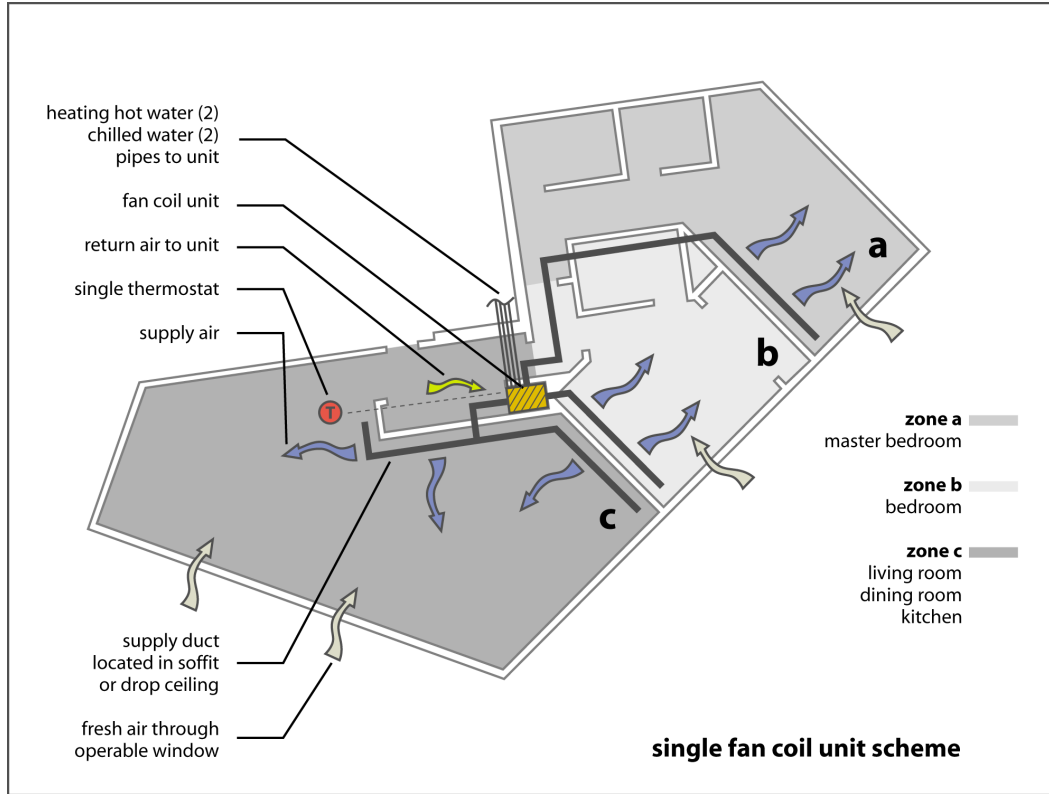 heating hot water (2)
chilled water (2)
pipes to unit
fan coil unit
return air to unit
single thermostat
supply air
T
a
b
c
zone a
master bedroom
zone b
bedroom
zone c
living room
dining room
kitchen
supply duct
located in soffit
or drop ceiling
fresh air through
operable window
single fan coil unit scheme